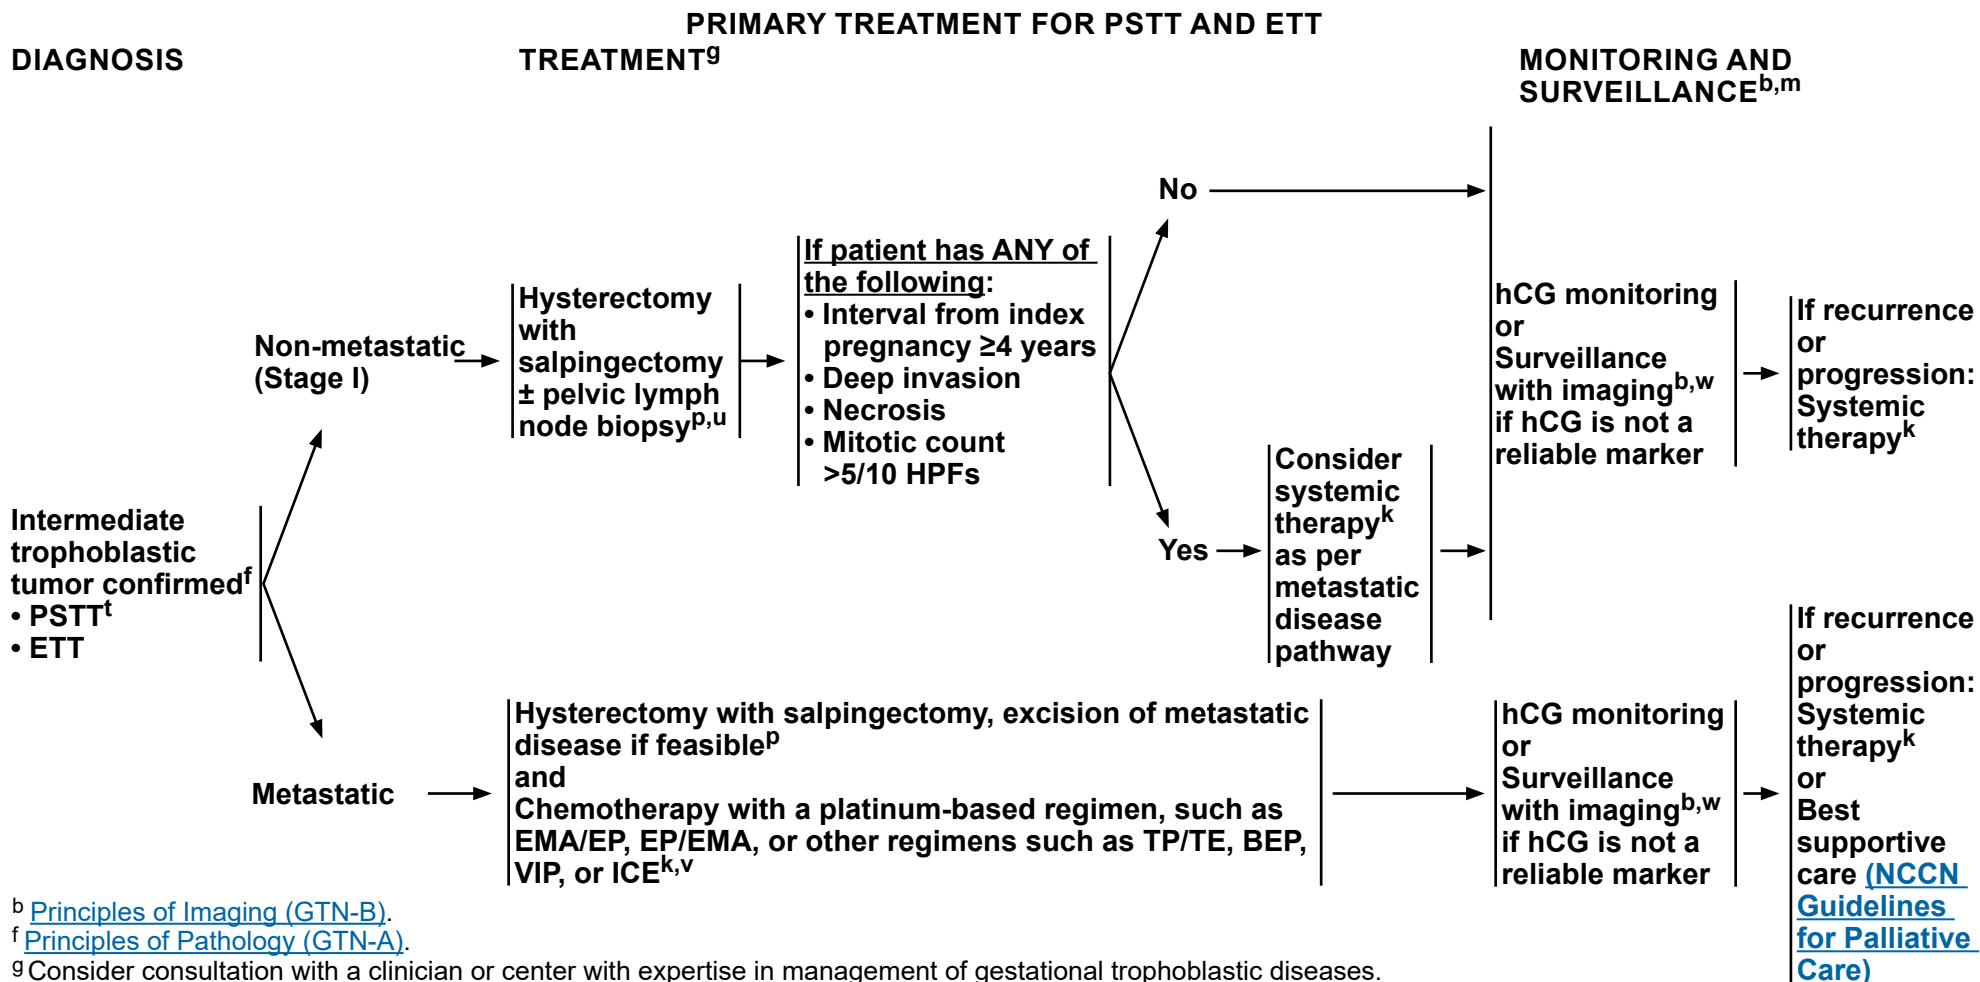 PRIMARY TREATMENT FOR PSTT AND ETT
DIAGNOSIS
TREATMENTg
MONITORING AND
SURVEILLANCEb,m
Intermediate
trophoblastic
tumor confirmedf
• PSTTt
• ETT
Non-metastatic
(Stage I)
Hysterectomy
with
salpingectomy
± pelvic lymph
node biopsyp,u
If patient has ANY of
the following:
• Interval from index
pregnancy ≥4 years
• Deep invasion
• Necrosis
• Mitotic count
>5/10 HPFs
No
Yes
Consider
systemic
therapyk
as per
metastatic
disease
pathway
hCG monitoring
or
Surveillance
with imagingb,w
if hCG is not a
reliable marker
If recurrence
or
progression:
Systemic
therapyk
Metastatic
Hysterectomy with salpingectomy, excision of metastatic
disease if feasiblep
and
Chemotherapy with a platinum-based regimen, such as
EMA/EP, EP/EMA, or other regimens such as TP/TE, BEP,
VIP, or ICEk,v
hCG monitoring
or
Surveillance
with imagingb,w
if hCG is not a
reliable marker
If recurrence
or
progression:
Systemic
therapyk
or
Best
supportive
care (NCCN
Guidelines
for Palliative
Care)
b Principles of Imaging (GTN-B).
f Principles of Pathology (GTN-A).
g Consider consultation with a clinician or center with expertise in management of gestational trophoblastic diseases.